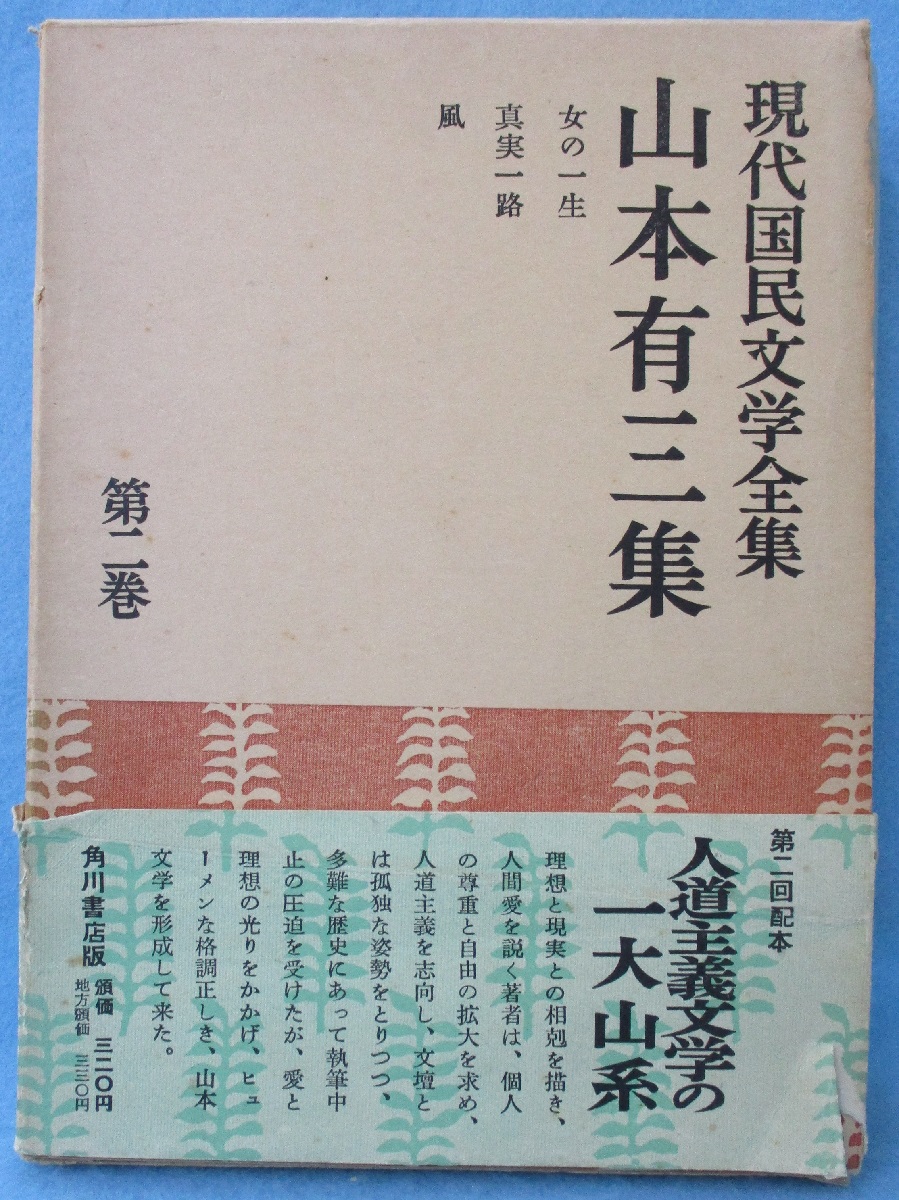 現代国民文学全集
山本有三集
女の一生
真実一路
風
第二巻
第二回配本
人道主義文学の
一大山系
理想と現実との相剋を描き、
人間愛を説く著者は、個人
の尊重と自由の拡大を求め、
人道主義を志向し、文壇と
は孤独な姿勢をとりつつ、
多難な歴史にあって執筆中
止の圧迫を受けたが、愛と
理想の光りをかかげ、ヒュ
ーメンな格調正しき、山本
文学を形成して来た。
角川書店版
頒価 三二〇円
地方頒価 三三〇円